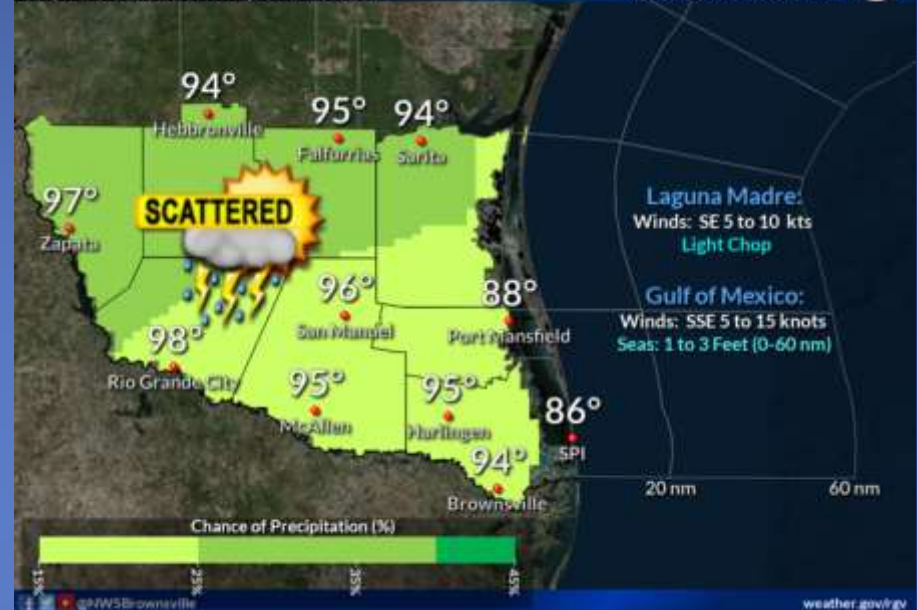 94°
Hebbronville
95°
Falfurrias
94°
Sarita
97°
Zapata
SCATTERED
Laguna Madre:
Winds: SE 5 to 10 kts
Light Chop
96°
San Manuel
88°
Port Mansfield
Gulf of Mexico:
Winds: SSE 5 to 15 knots
Seas: 1 to 3 Feet (0-60 nm)
98°
Rio Grande City
95°
McAllen
95°
Harlingen
86°
SPI
94°
Brownsville
20 nm
60 nm
Chance of Precipitation (%)
15%
25%
35%
45%
@NWSBrownsville
weather.gov/rgv